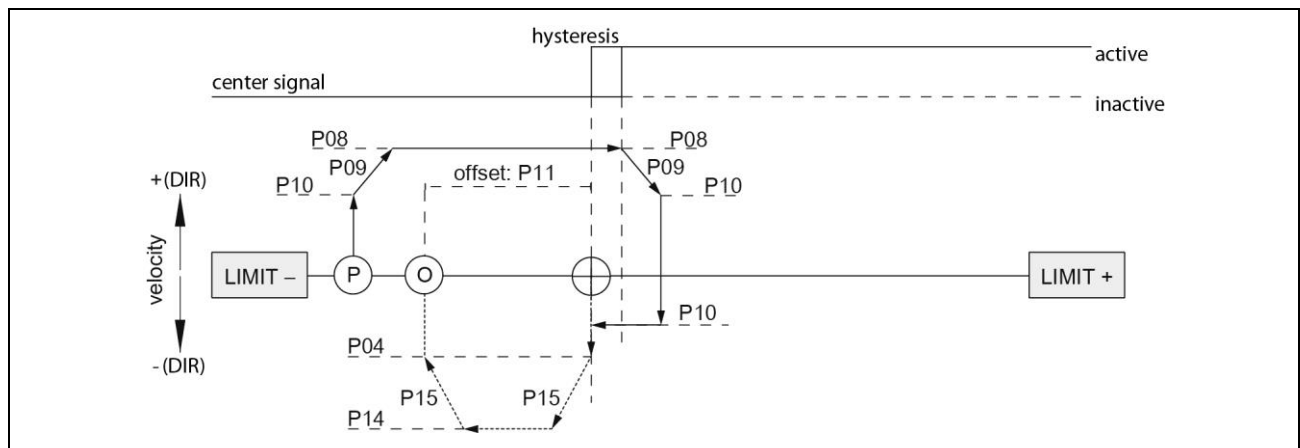 hysteresis
active
center signal
inactive
P08
P08
P09
P09
P10
offset: P11
P10
+(DIR)
velocity
LIMIT –
P
O
LIMIT +
P10
P04
-(DIR)
P15
P15
P14